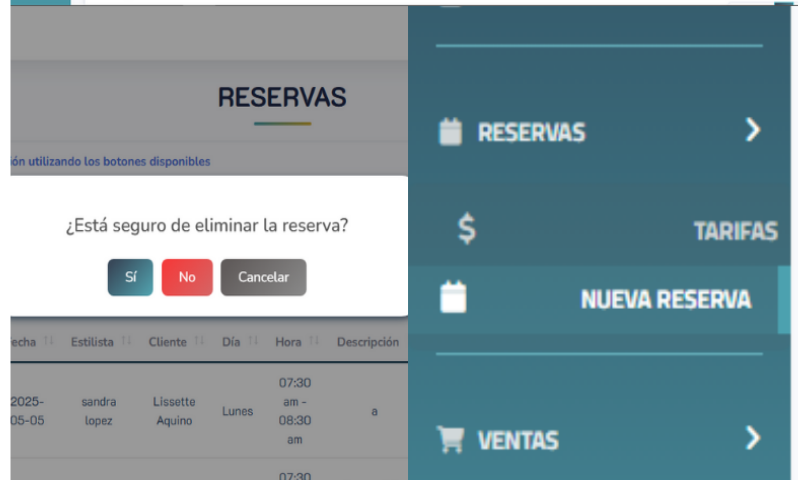 RESERVAS
ón utilizando los botones disponibles
¿Está seguro de eliminar la reserva?
Sí No Cancelar
echa Estilista Cliente Día Hora Descripción
2025-05-05 sandra lopez Lissette Aquino Lunes 07:30 am - 08:30 am a
07:30
RESERVAS
$ TARIFAS
NUEVA RESERVA
VENTAS